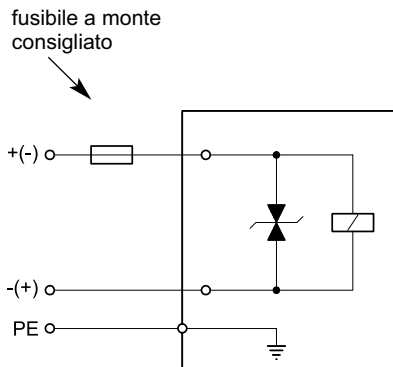 fusibile a monte
consigliato
+(-)
-(+)
PE